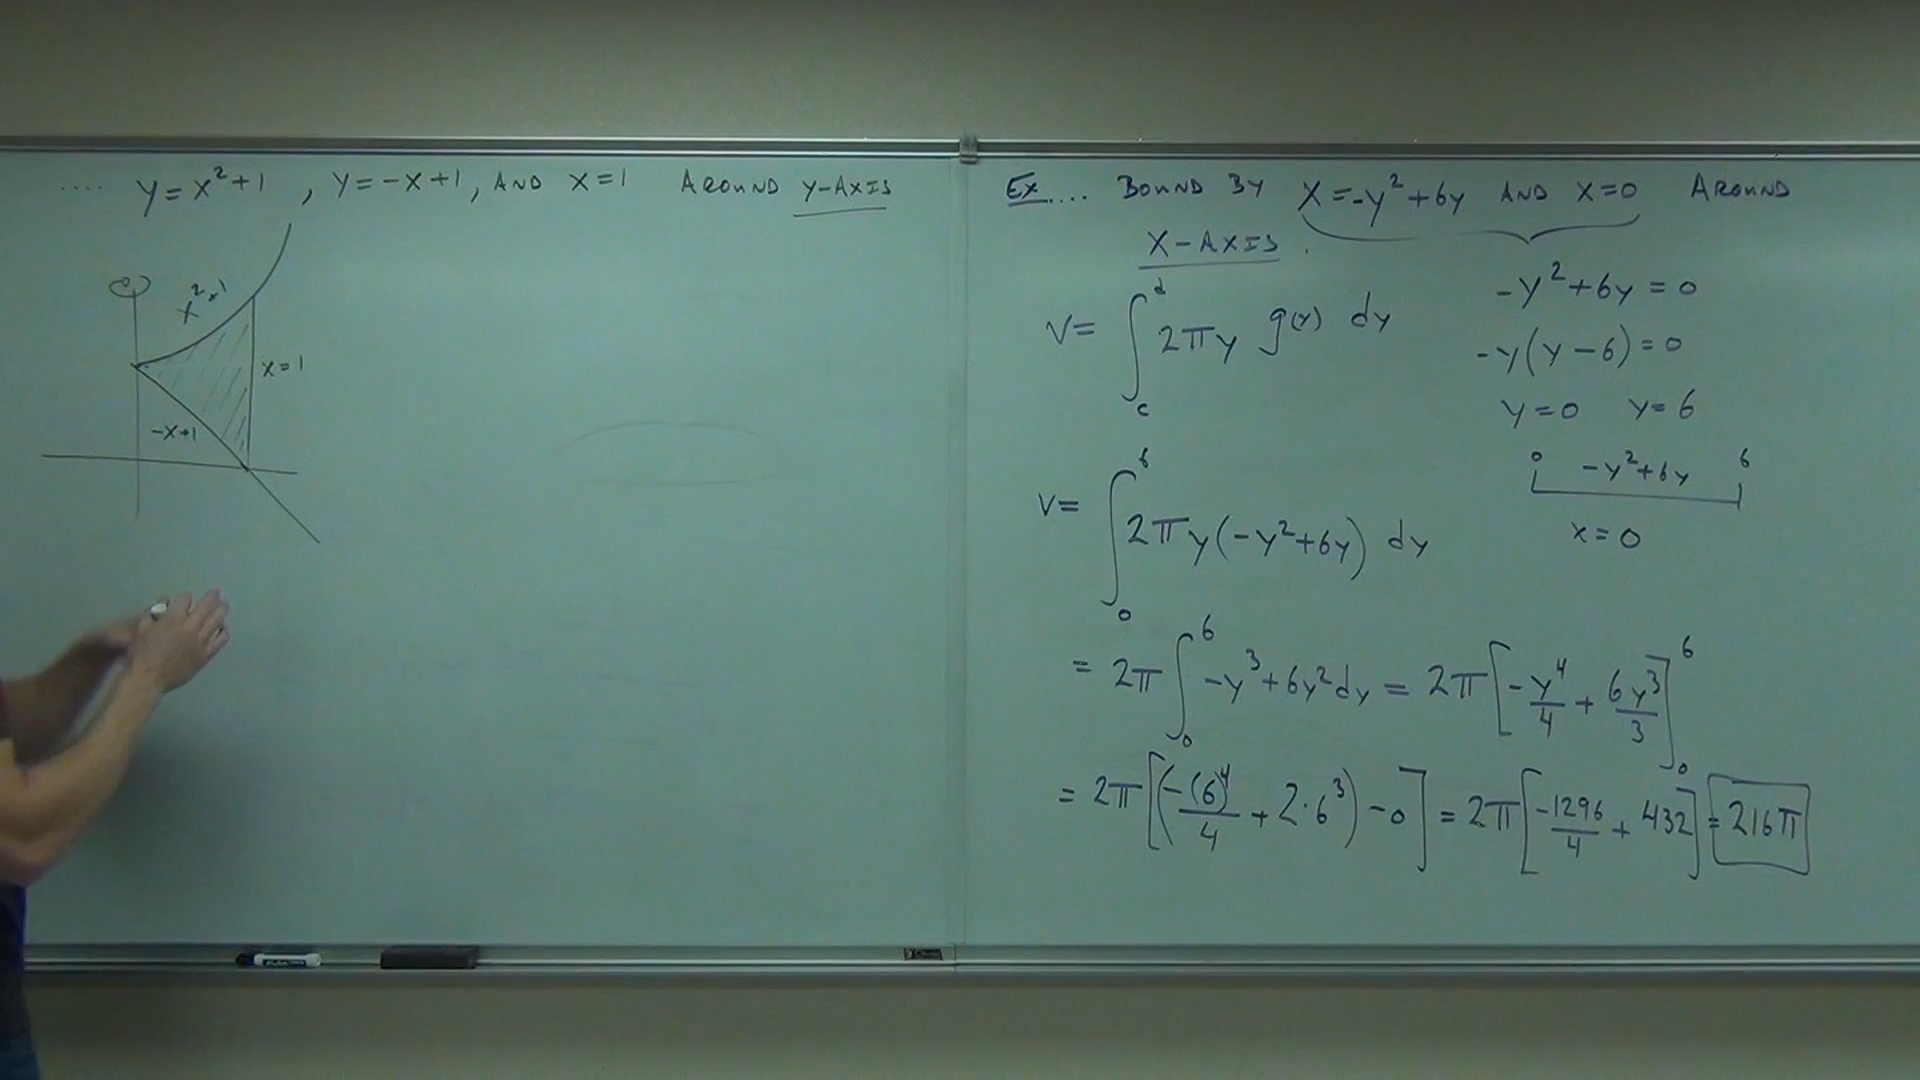 .... y = x² + 1 , y = -x + 1 , AND x = 1 AROUND y-AXIS
x² + 1
x = 1
-x+1
Ex .... BOUND BY x = -y² + 6y AND x = 0 AROUND
X-AXIS .
-y² + 6y = 0
V = ∫_c^d 2πy g(y) dy
-y(y - 6) = 0
y = 0 y = 6
0 -y² + 6y 6
x = 0
V = ∫_0^6 2πy(-y² + 6y) dy
= 2π ∫_0^6 -y³ + 6y² dy = 2π [-y⁴/4 + 6y³/3]_0^6
= 2π [(-(6)⁴/4 + 2·6³) - 0] = 2π [-1296/4 + 432] = 216π